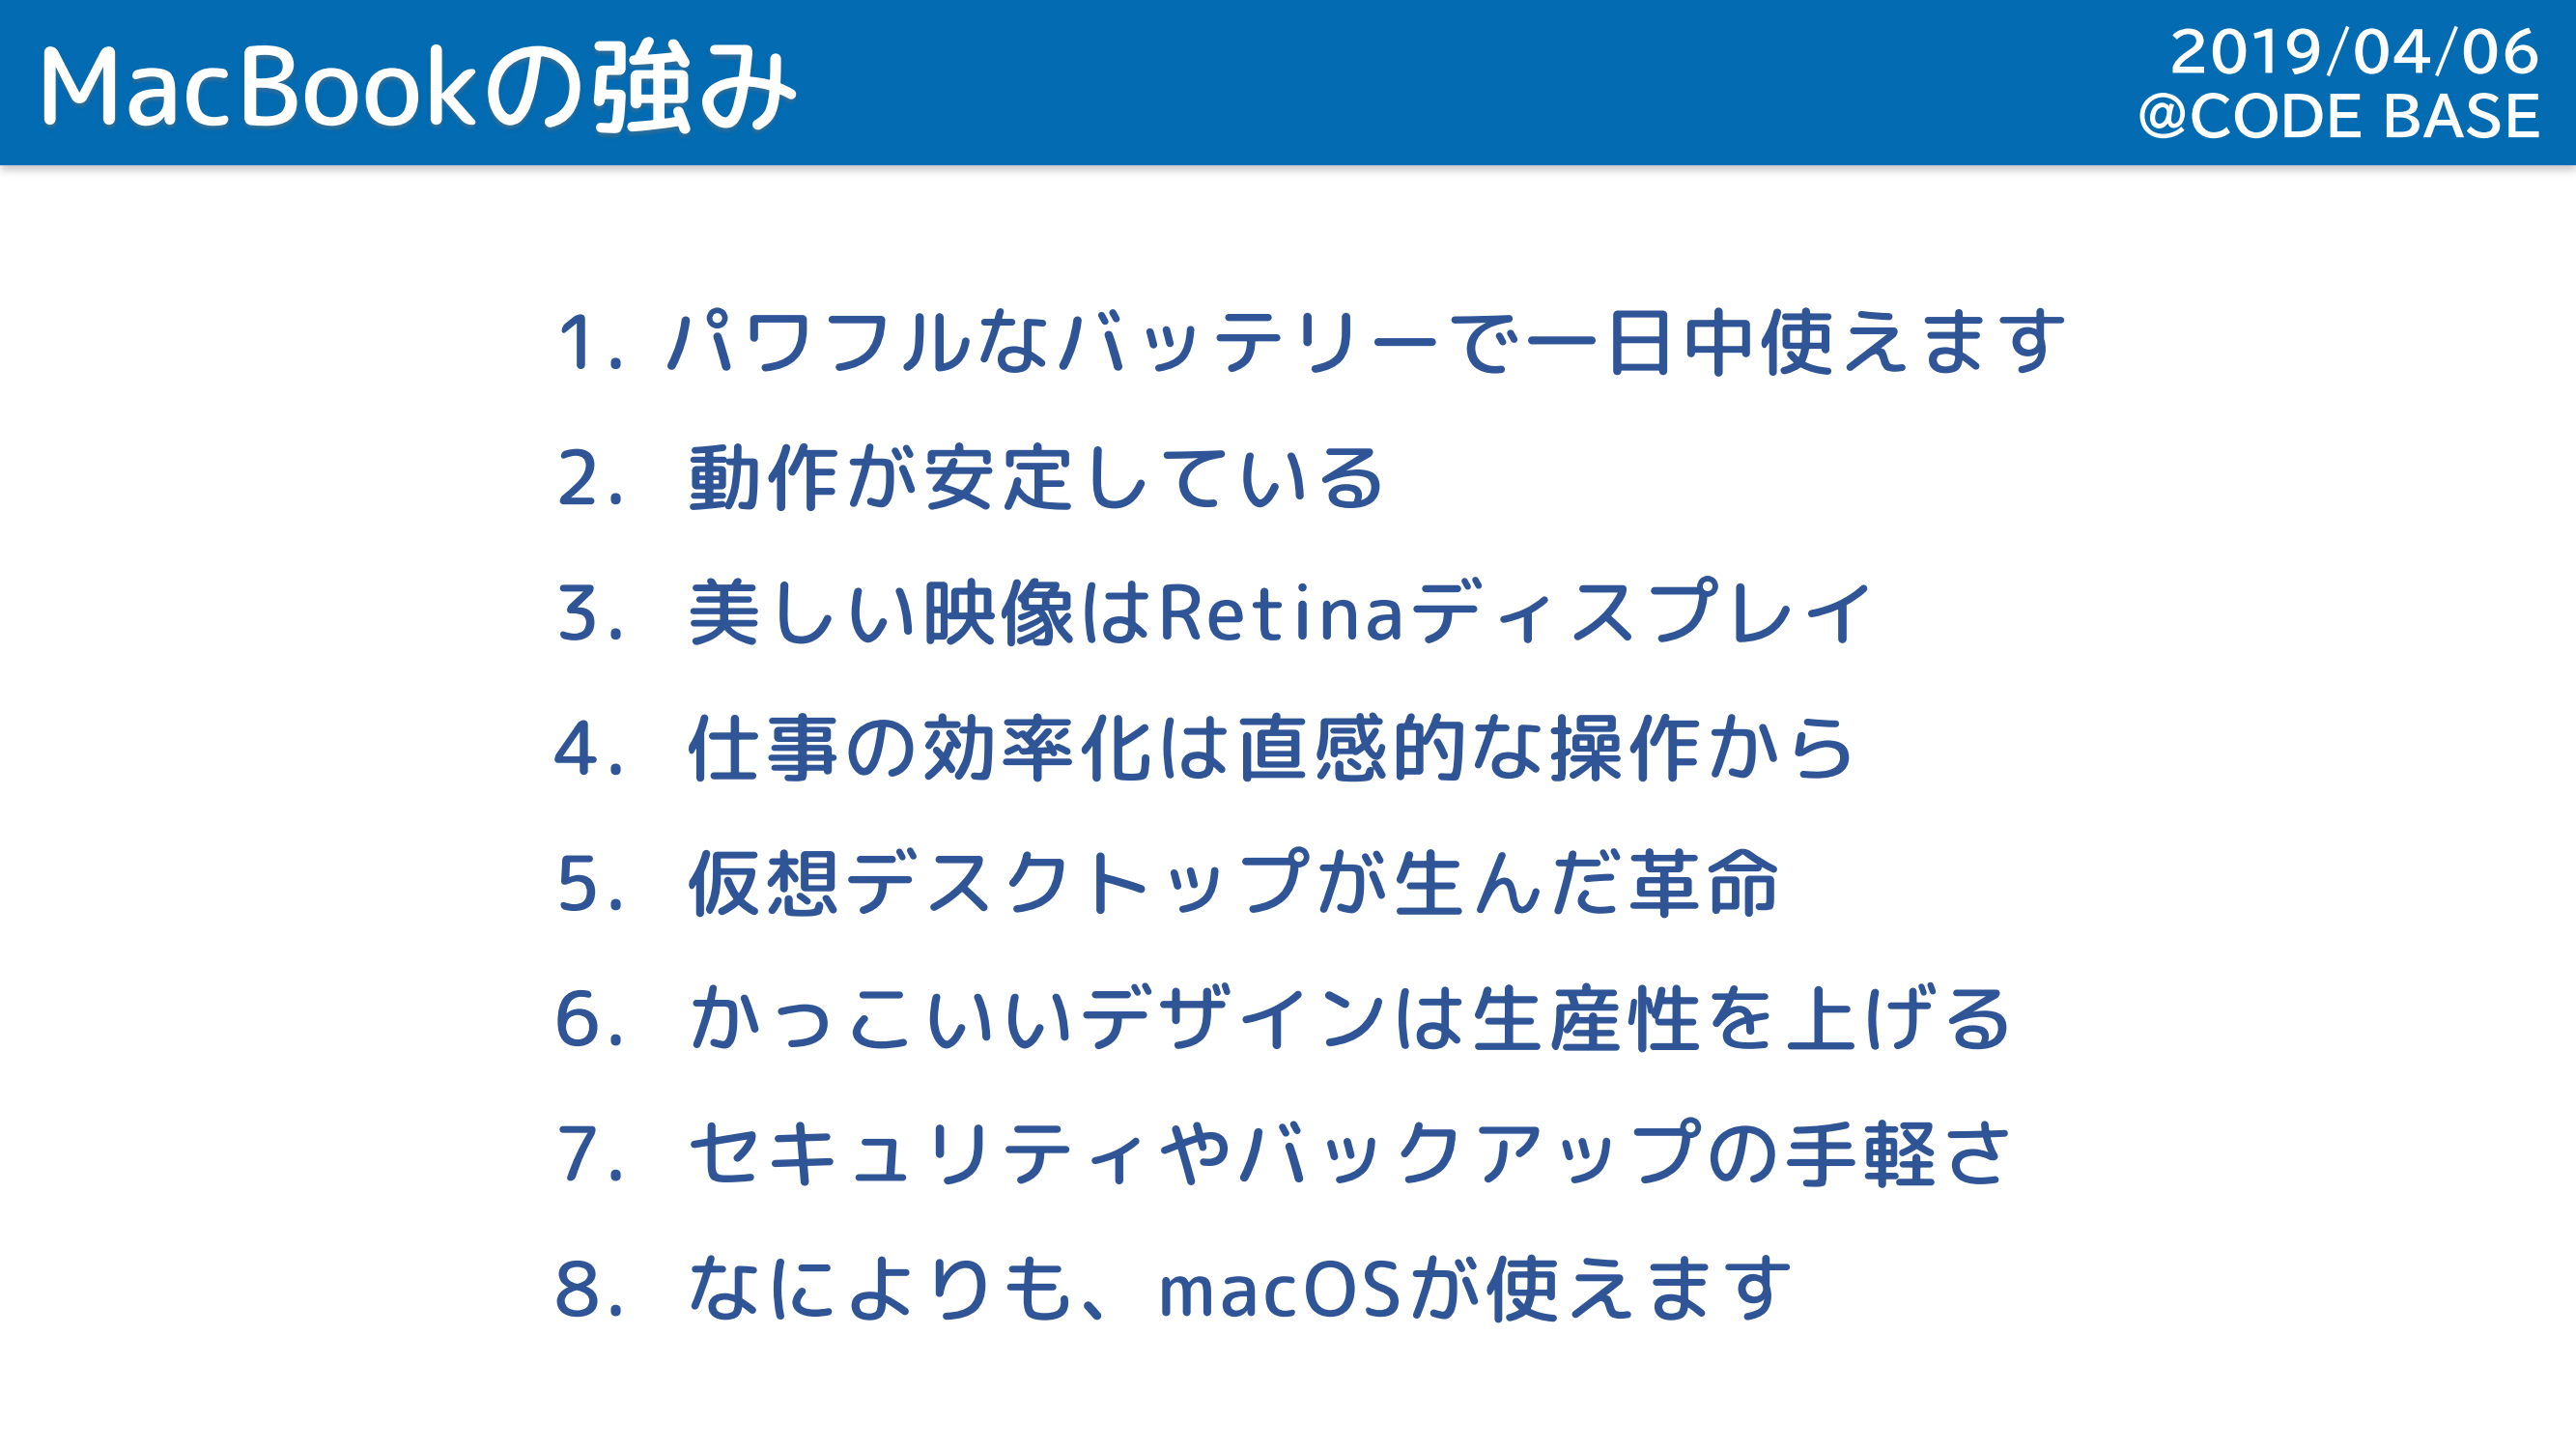 MacBookの強み
2019/04/06
@CODE BASE
1. パワフルなバッテリーで一日中使えます
2. 動作が安定している
3. 美しい映像はRetinaディスプレイ
4. 仕事の効率化は直感的な操作から
5. 仮想デスクトップが生んだ革命
6. かっこいいデザインは生産性を上げる
7. セキュリティやバックアップの手軽さ
8. なによりも、macOSが使えます